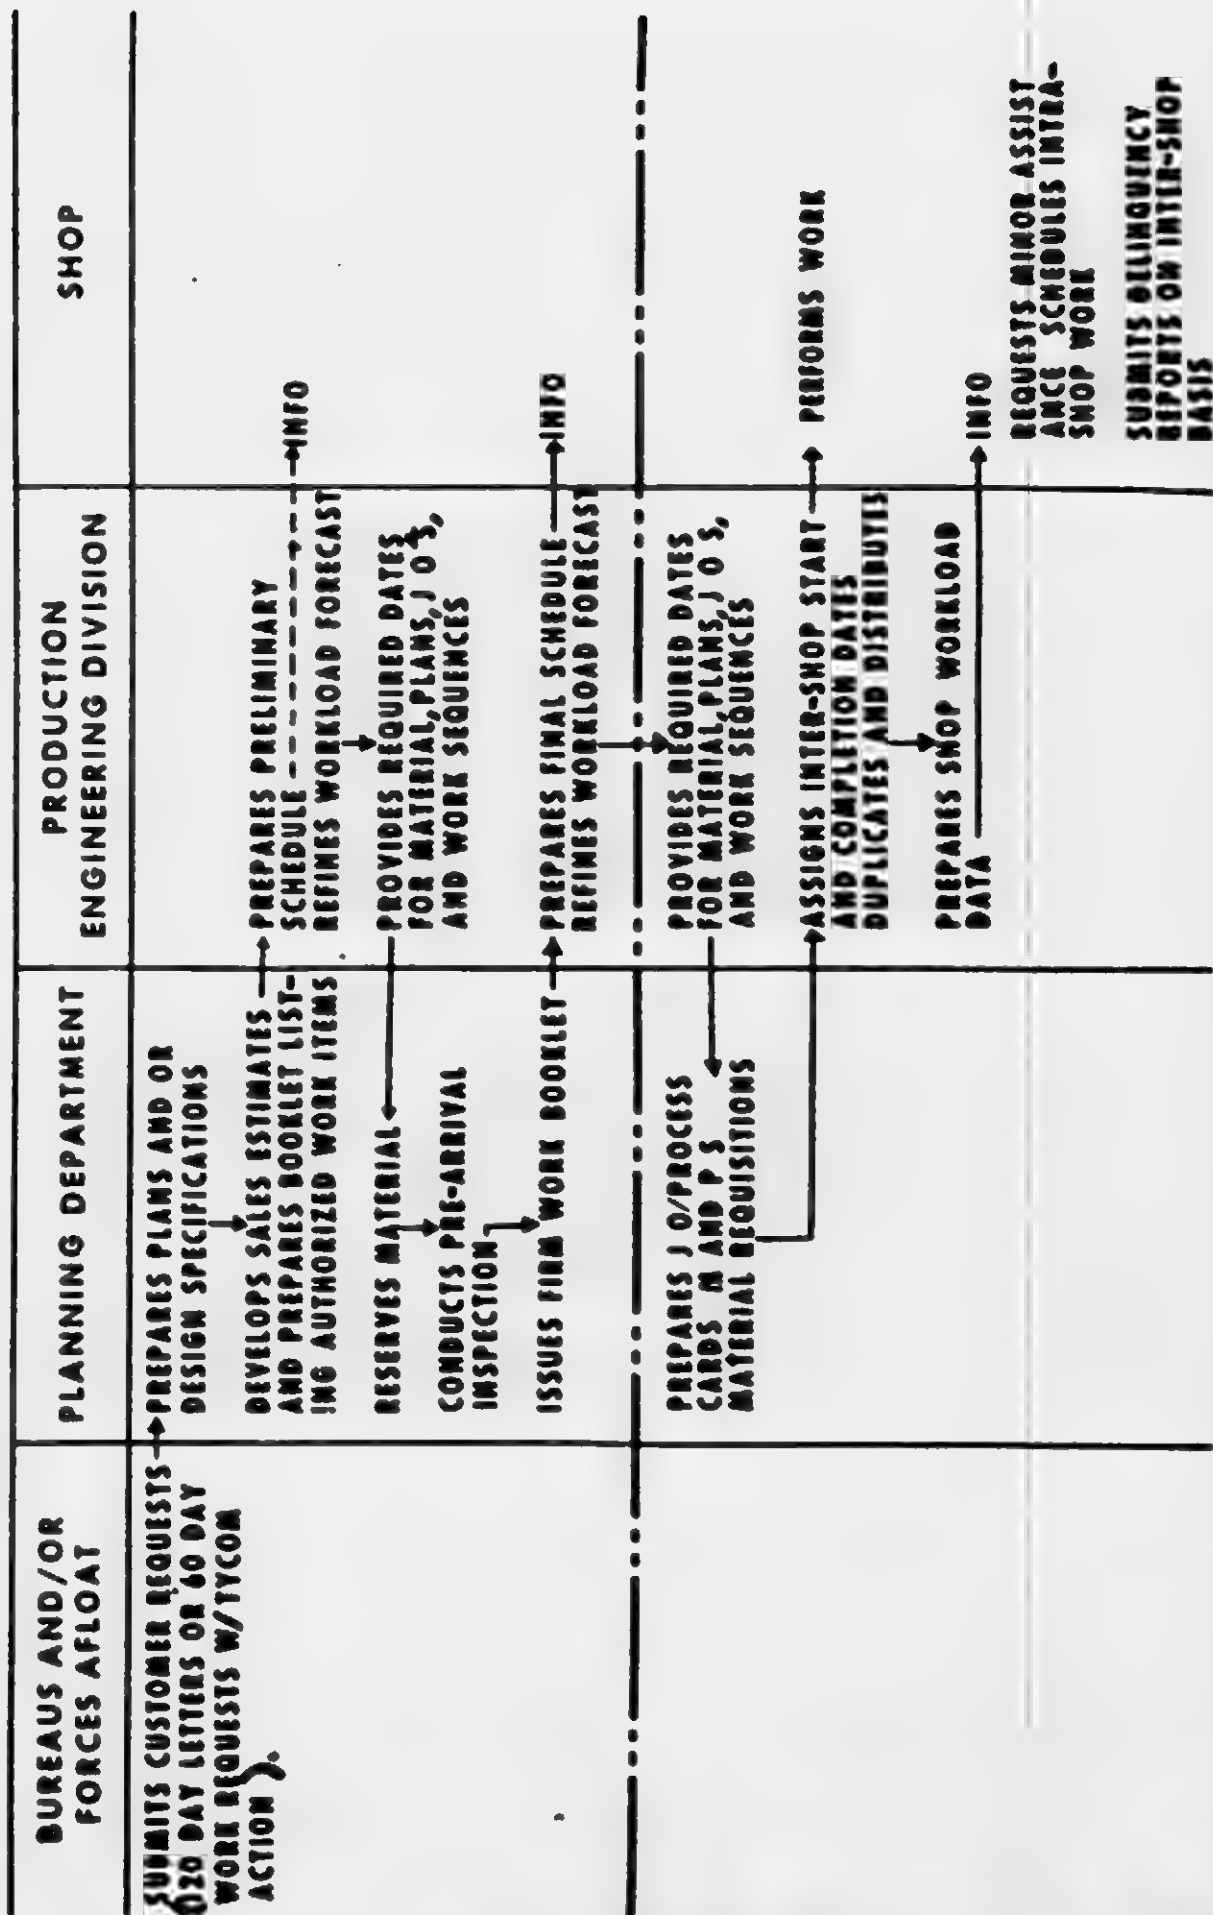 BUREAUS AND/OR
FORCES AFLOAT
PLANNING DEPARTMENT
PRODUCTION
ENGINEERING DIVISION
SHOP
SUBMITS CUSTOMER REQUESTS
(120 DAY LETTERS OR 60 DAY
WORK REQUESTS W/TYCOM
ACTION ).
PREPARES PLANS AND OR
DESIGN SPECIFICATIONS
DEVELOPS SALES ESTIMATES
AND PREPARES BOOKLET LIST-
ING AUTHORIZED WORK ITEMS
RESERVES MATERIAL
CONDUCTS PRE-ARRIVAL
INSPECTION
ISSUES FIRM WORK BOOKLET
PREPARES J O/PROCESS
CARDS M AND P S
MATERIAL REQUISITIONS
PREPARES PRELIMINARY
SCHEDULE
REFINES WORKLOAD FORECAST
PROVIDES REQUIRED DATES
FOR MATERIAL, PLANS, J O S,
AND WORK SEQUENCES
PREPARES FINAL SCHEDULE
REFINES WORKLOAD FORECAST
PROVIDES REQUIRED DATES
FOR MATERIAL, PLANS, J O S,
AND WORK SEQUENCES
ASSIGNS INTER-SHOP START
AND COMPLETION DATES
DUPLICATES AND DISTRIBUTES
PREPARES SHOP WORKLOAD
DATA
INFO
INFO
PERFORMS WORK
INFO
REQUESTS MINOR ASSIST
ANCE SCHEDULES INTRA-
SHOP WORK
SUBMITS DELINQUENCY
REPORTS ON INTER-SHOP
BASIS